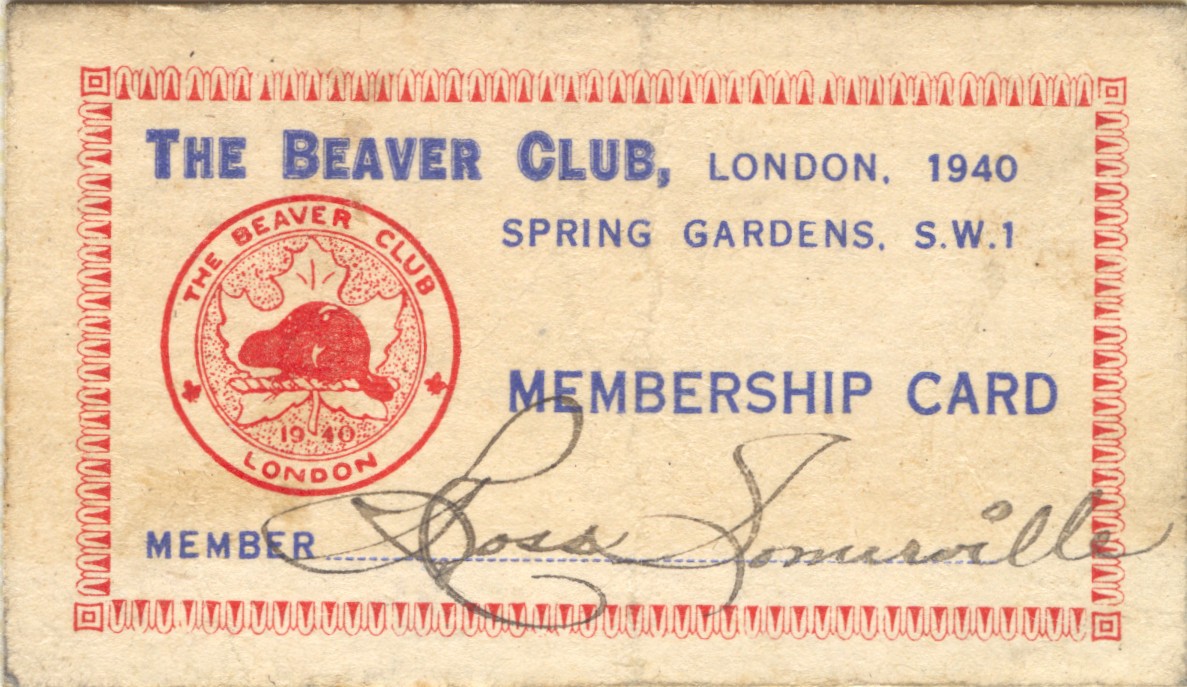 THE BEAVER CLUB, LONDON, 1940
SPRING GARDENS, S.W.1
THE BEAVER CLUB
1940
LONDON
MEMBERSHIP CARD
MEMBER Ross Somerville